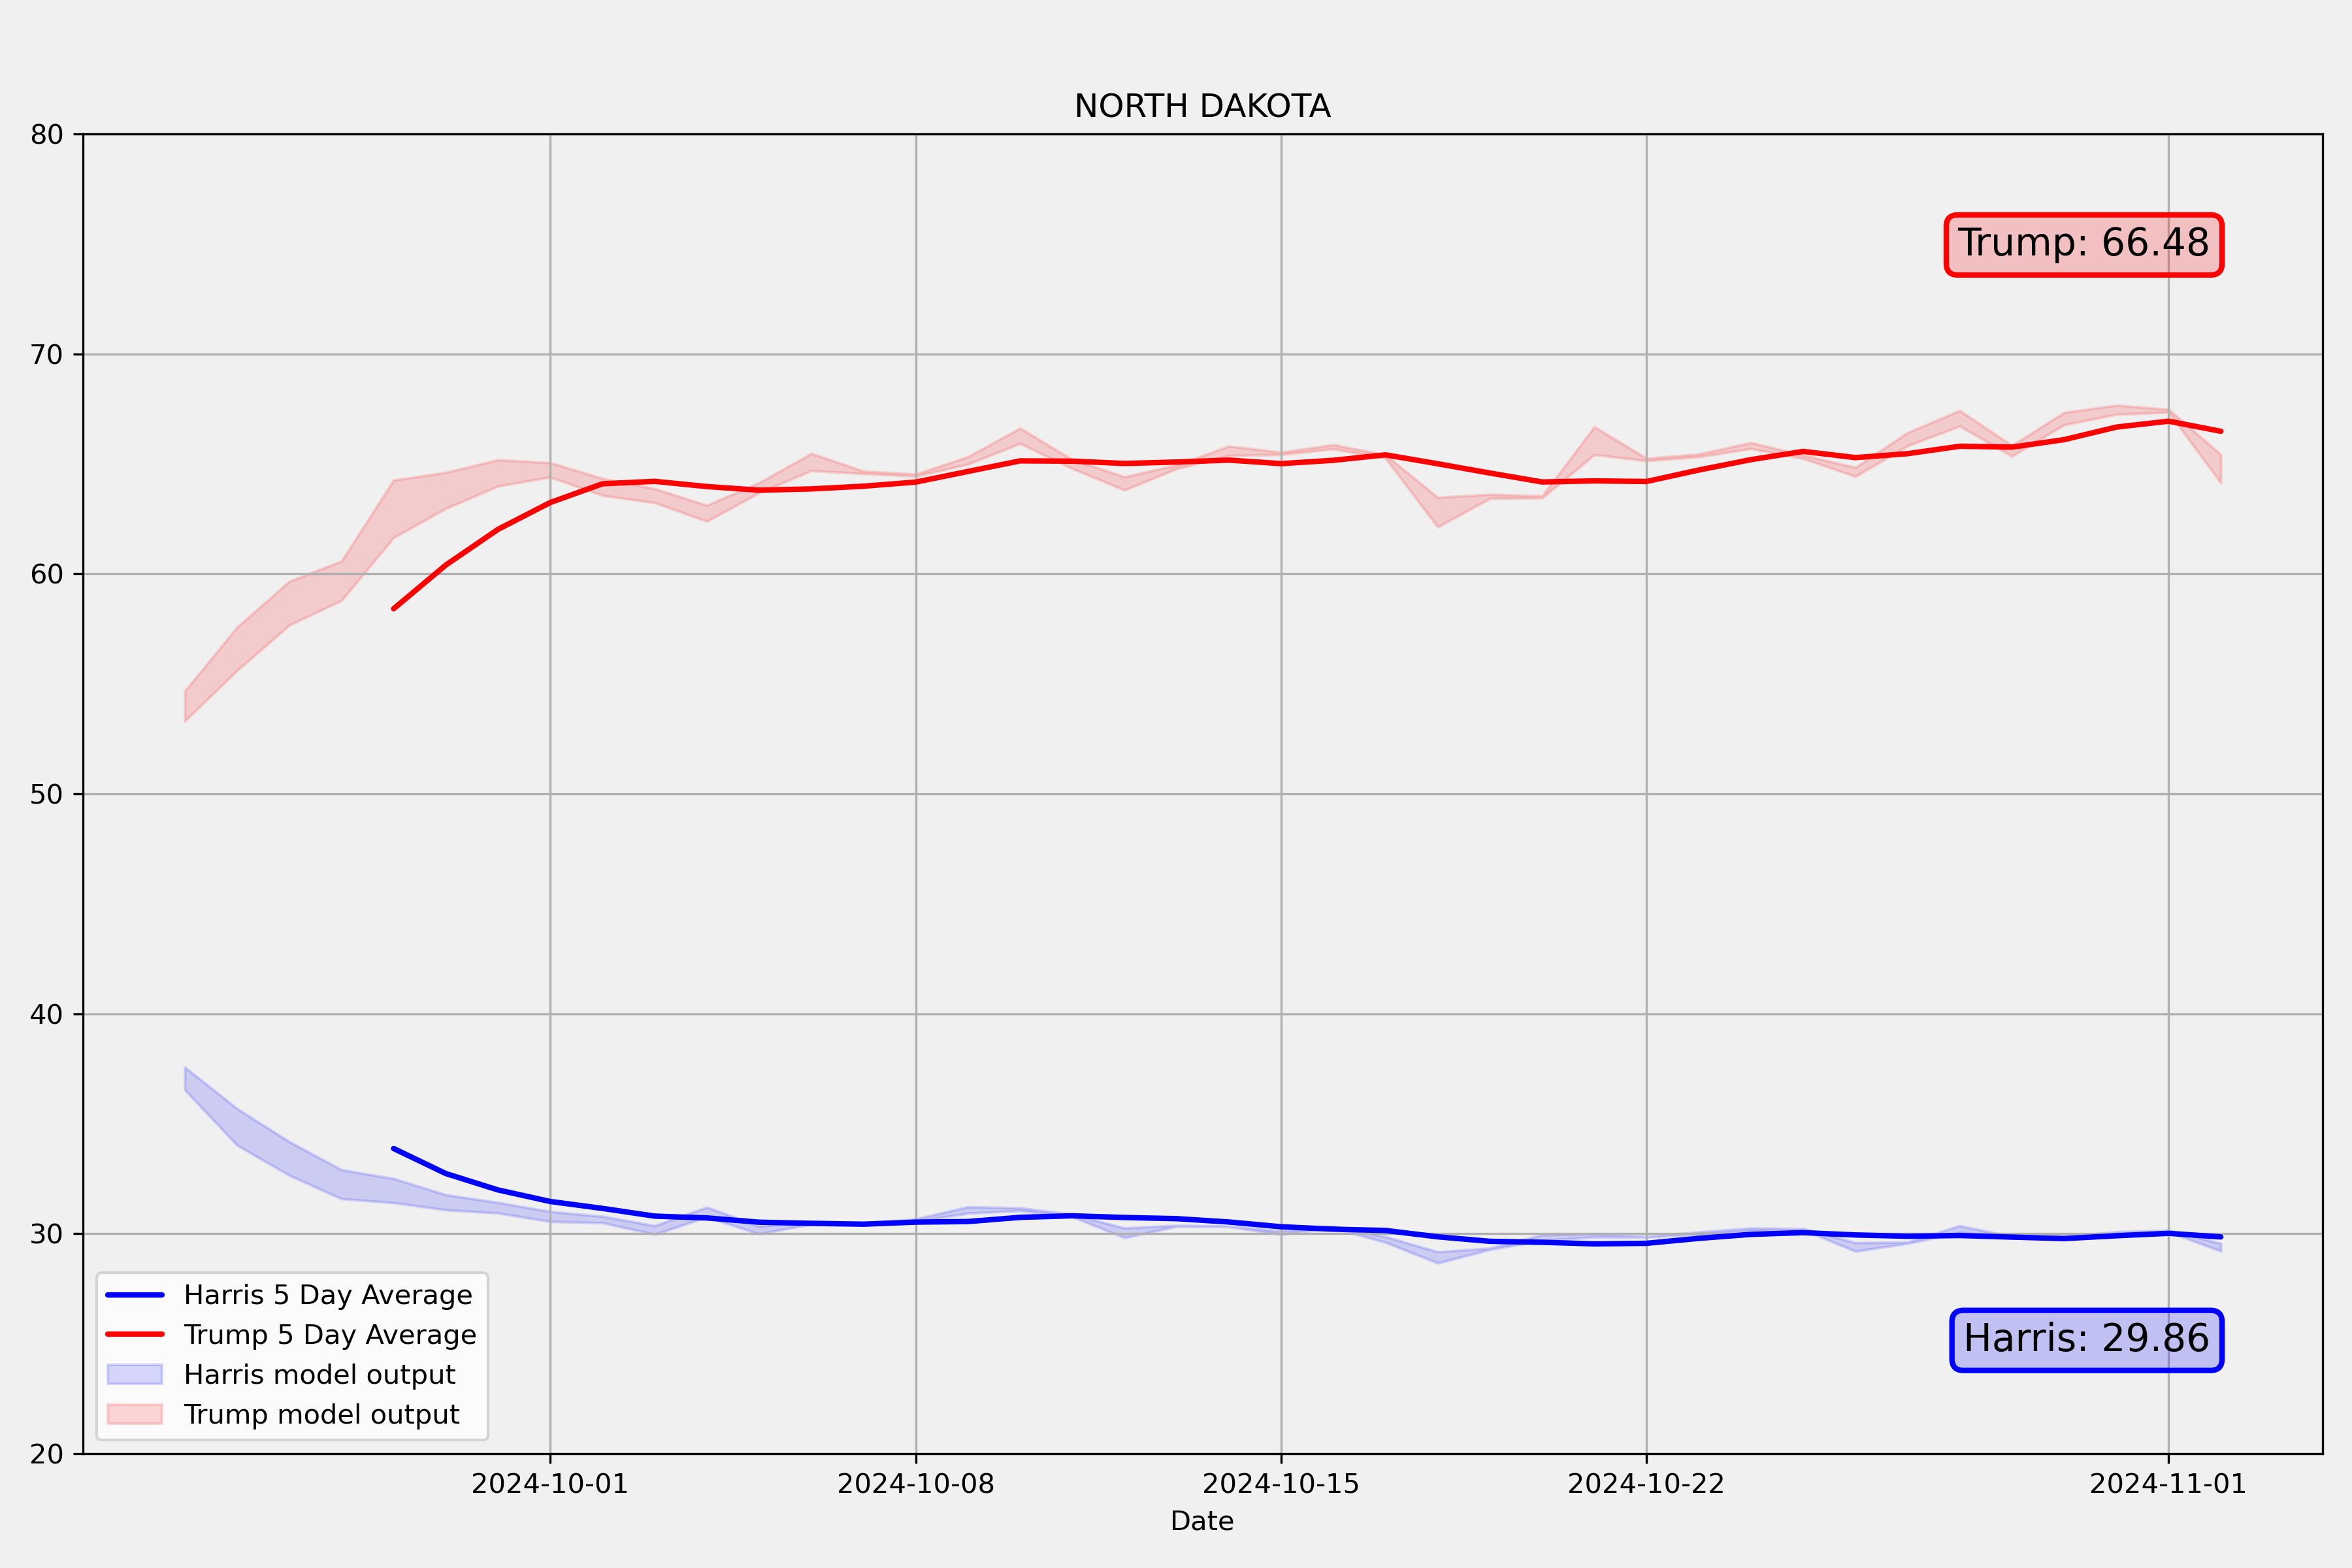 NORTH DAKOTA
80
70
60
50
40
30
20
Trump: 66.48
Harris: 29.86
Harris 5 Day Average
Trump 5 Day Average
Harris model output
Trump model output
2024-10-01 2024-10-08 2024-10-15 2024-10-22 2024-11-01
Date